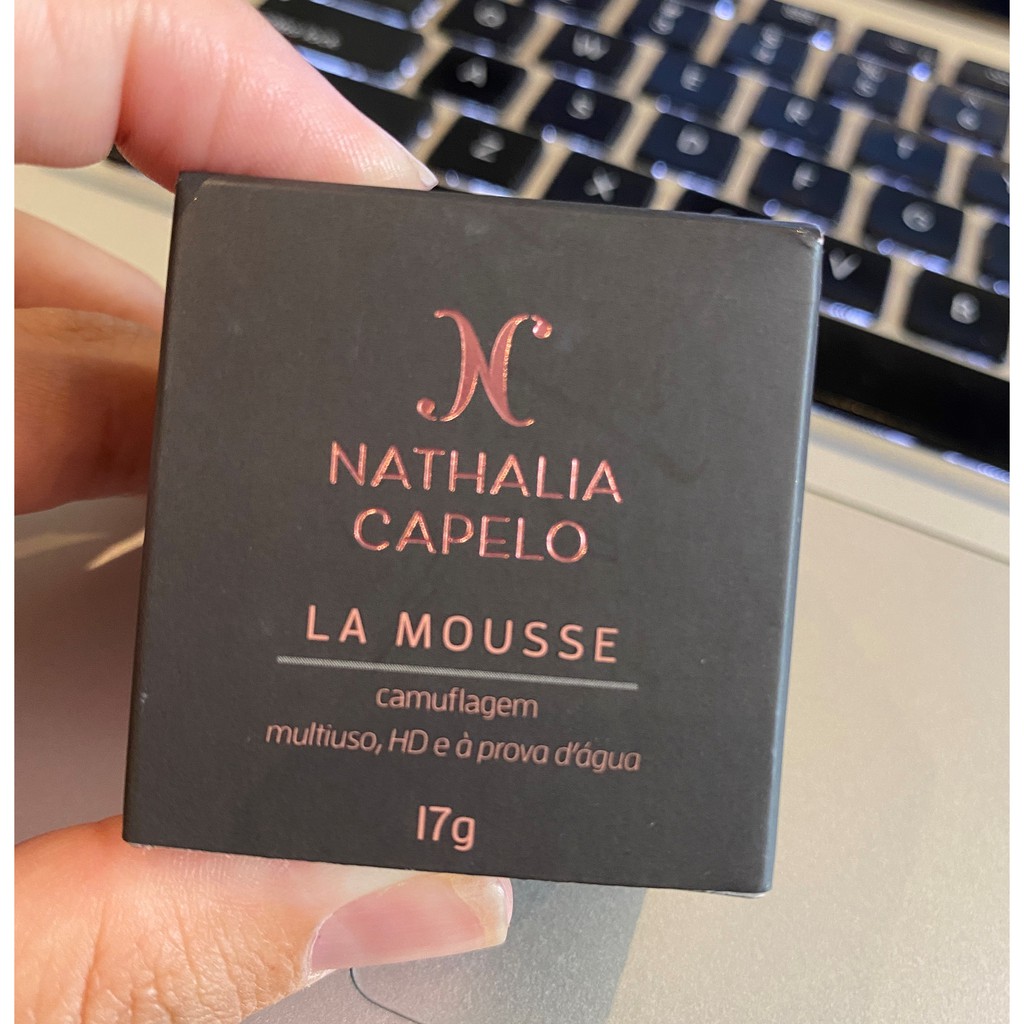 N
NATHALIA
CAPELO
LA MOUSSE
camuflagem
multiuso, HD e à prova d'água
17g
W
E
R
A
S
D
F
G
Z
X
V
B